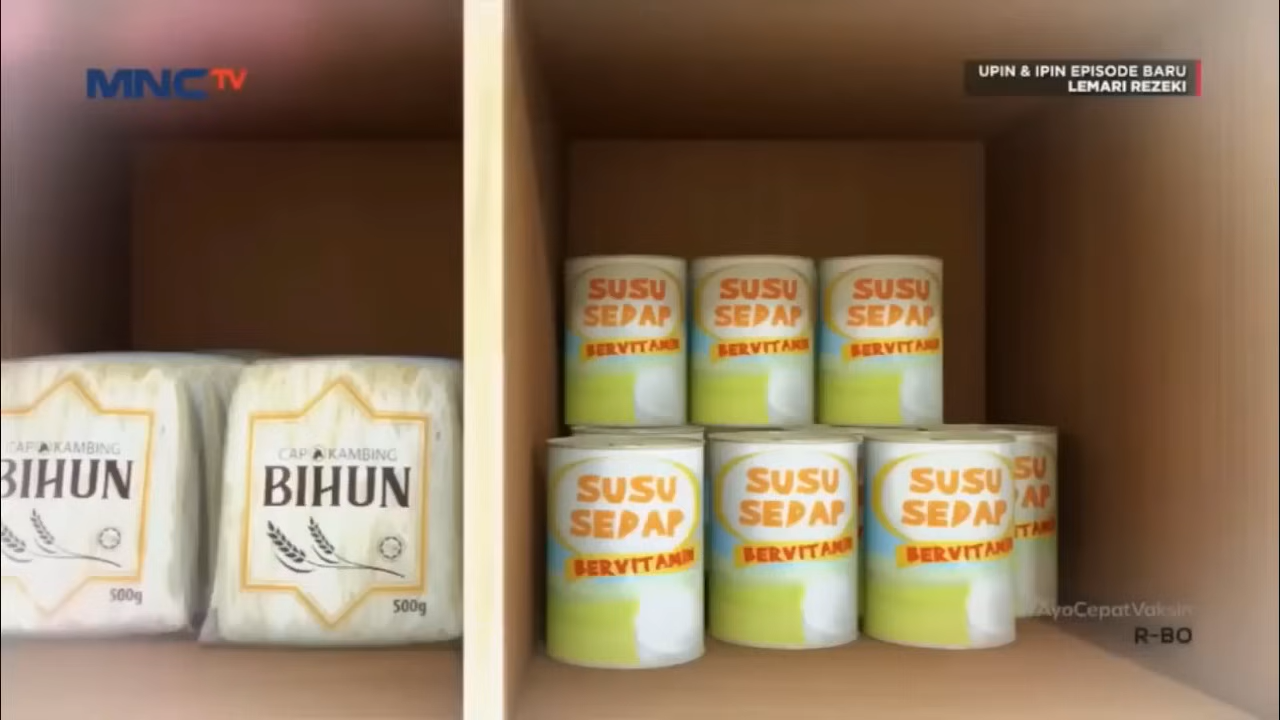 MNCTV
UPIN & IPIN EPISODE BARU
LEMARI REZEKI
CAP KAMBING
BIHUN
500g
CAP KAMBING
BIHUN
500g
SUSU
SEDAP
BERVITAMIN
SUSU
SEDAP
BERVITAMIN
SUSU
SEDAP
BERVITAMIN
SUSU
SEDAP
BERVITAMIN
SUSU
SEDAP
BERVITAMIN
SUSU
SEDAP
BERVITAMIN
#AyoCepatVaksin
R-BO